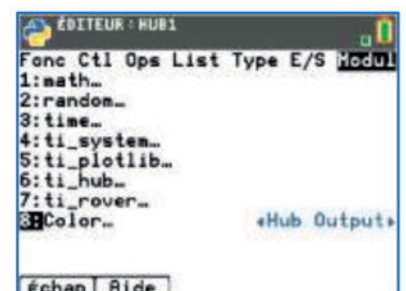 ÉDITEUR : HUB1
Fonc Ctl Ops List Type E/S Modul
1:math…
2:random…
3:time…
4:ti_system…
5:ti_plotlib…
6:ti_hub…
7:ti_rover…
8:Color… ◂Hub Output▸
Échap Aide